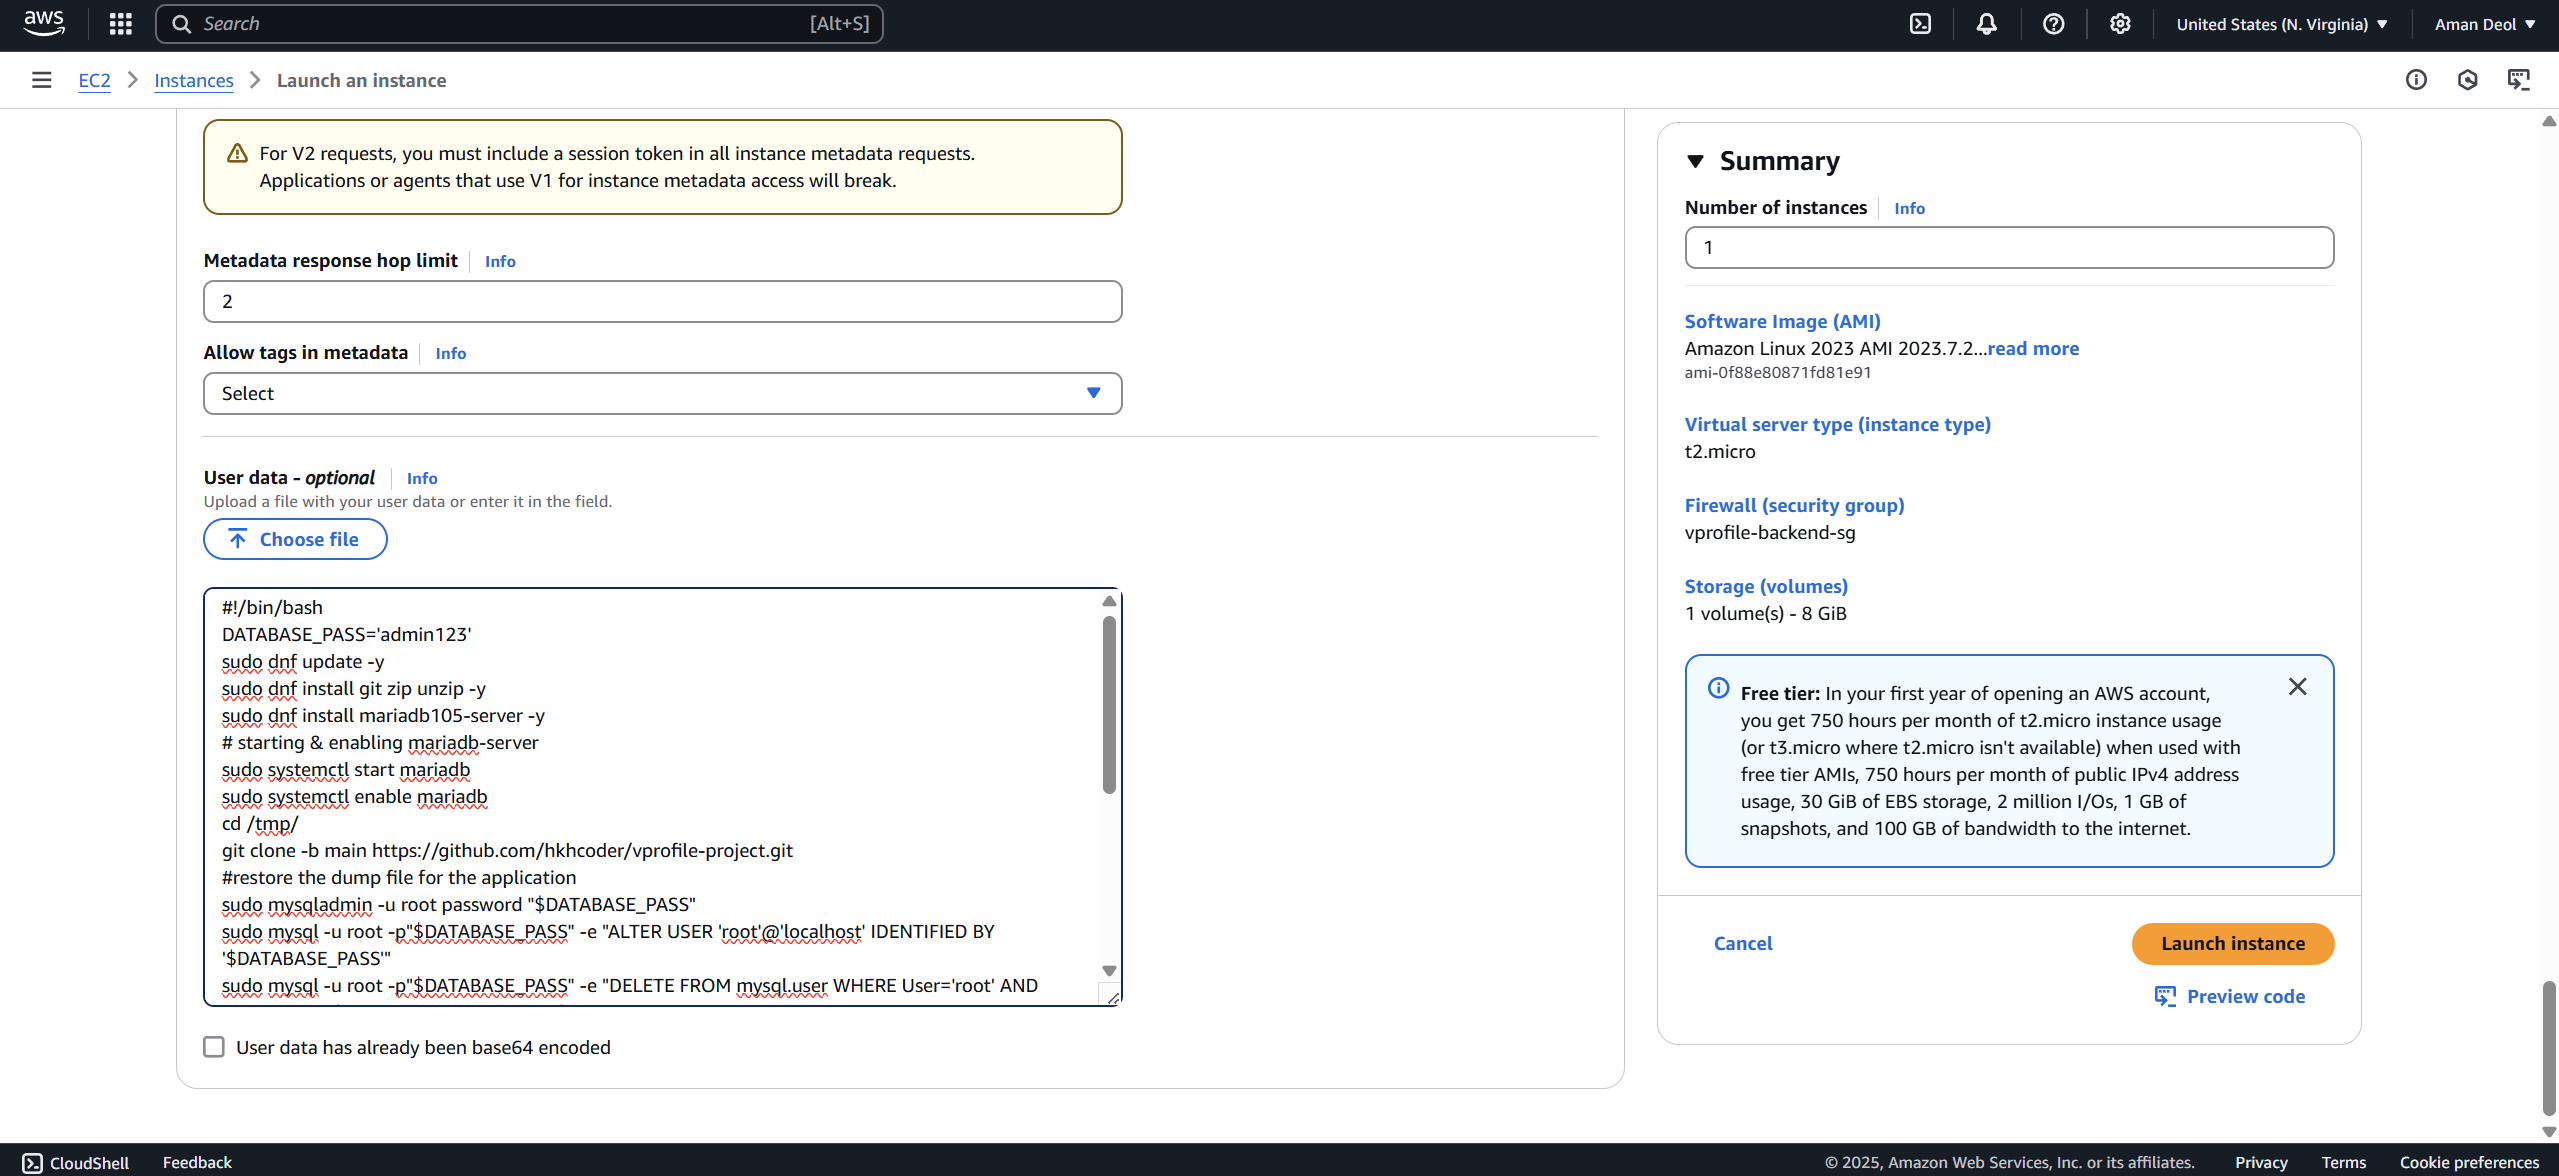 aws
Search
[Alt+S]
United States (N. Virginia)
Aman Deol
EC2
Instances
Launch an instance
For V2 requests, you must include a session token in all instance metadata requests.
Applications or agents that use V1 for instance metadata access will break.
Metadata response hop limit
Info
2
Allow tags in metadata
Info
Select
User data - optional
Info
Upload a file with your user data or enter it in the field.
Choose file
#!/bin/bash
DATABASE_PASS='admin123'
sudo dnf update -y
sudo dnf install git zip unzip -y
sudo dnf install mariadb105-server -y
# starting & enabling mariadb-server
sudo systemctl start mariadb
sudo systemctl enable mariadb
cd /tmp/
git clone -b main https://github.com/hkhcoder/vprofile-project.git
#restore the dump file for the application
sudo mysqladmin -u root password "$DATABASE_PASS"
sudo mysql -u root -p"$DATABASE_PASS" -e "ALTER USER 'root'@'localhost' IDENTIFIED BY
'$DATABASE_PASS'"
sudo mysql -u root -p"$DATABASE_PASS" -e "DELETE FROM mysql.user WHERE User='root' AND
User data has already been base64 encoded
Summary
Number of instances
Info
1
Software Image (AMI)
Amazon Linux 2023 AMI 2023.7.2...read more
ami-0f88e80871fd81e91
Virtual server type (instance type)
t2.micro
Firewall (security group)
vprofile-backend-sg
Storage (volumes)
1 volume(s) - 8 GiB
Free tier: In your first year of opening an AWS account,
you get 750 hours per month of t2.micro instance usage
(or t3.micro where t2.micro isn't available) when used with
free tier AMIs, 750 hours per month of public IPv4 address
usage, 30 GiB of EBS storage, 2 million I/Os, 1 GB of
snapshots, and 100 GB of bandwidth to the internet.
Cancel
Launch instance
Preview code
CloudShell
Feedback
© 2025, Amazon Web Services, Inc. or its affiliates.
Privacy
Terms
Cookie preferences